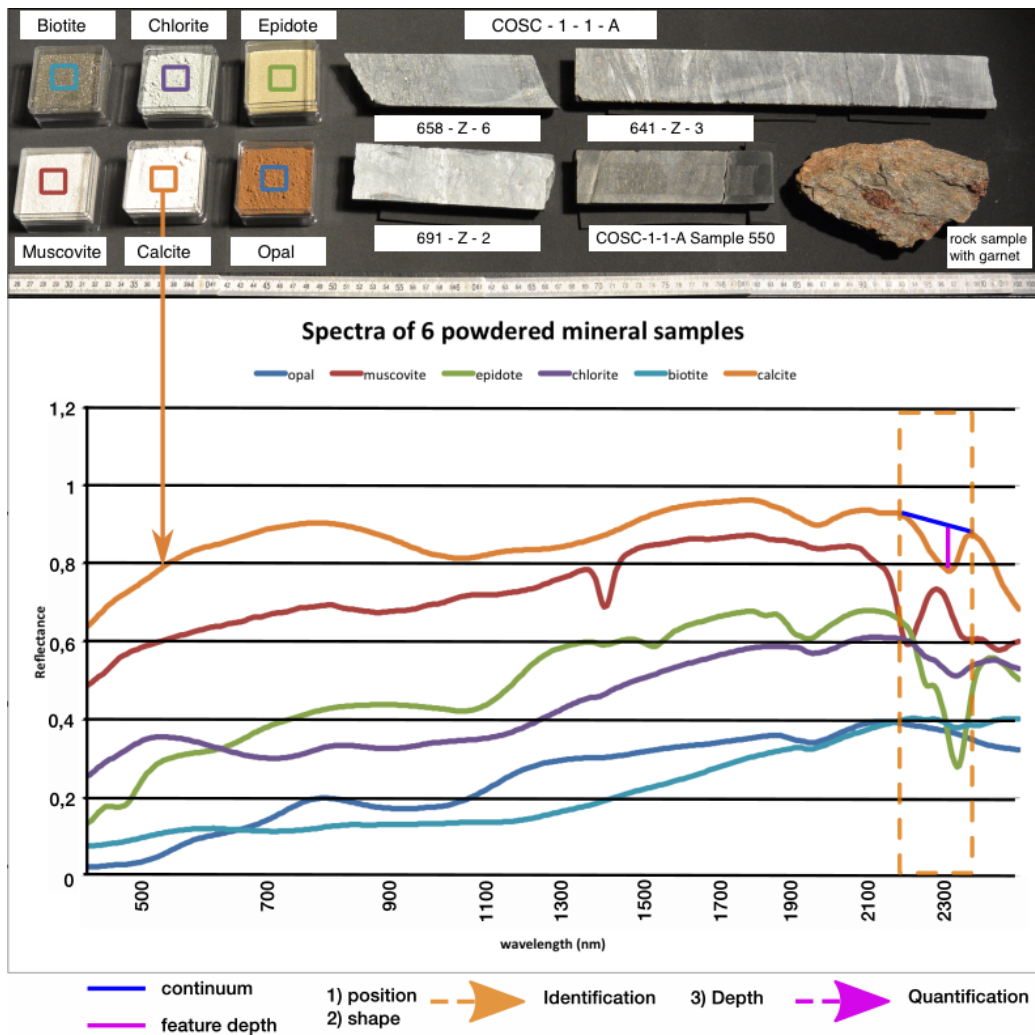 Biotite
Chlorite
Epidote
COSC - 1 - 1 - A
658 - Z - 6
641 - Z - 3
691 - Z - 2
COSC-1-1-A Sample 550
rock sample
with garnet
Muscovite
Calcite
Opal
Spectra of 6 powdered mineral samples
opal
muscovite
epidote
chlorite
biotite
calcite
1,2
1
0,8
0,6
0,4
0,2
0
Reflectance
500
700
900
1100
1300
1500
1700
1900
2100
2300
wavelength (nm)
continuum
feature depth
1) position
2) shape
Identification
3) Depth
Quantification